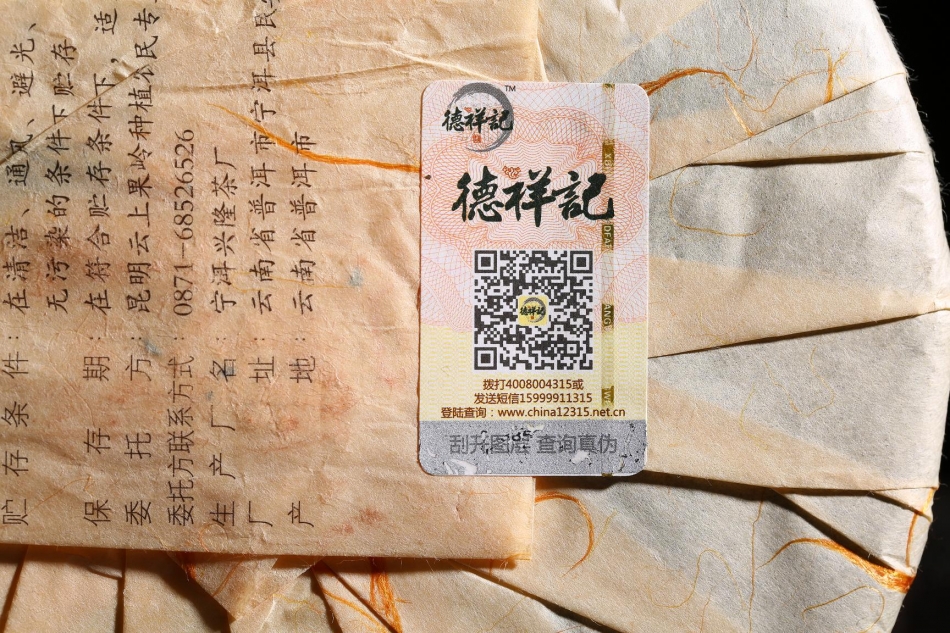 贮存条件：在清洁、通风、避光、
无污染的条件下贮存
保存期：在符合贮存条件下，适
委托方：昆明云上果岭种植农民专
委托方联系方式：0871-68526526
生产厂名：宁洱兴隆茶厂
厂址：云南省普洱市宁洱县民
产地：云南省普洱市
德祥記
TM
德祥記
德祥記
拨打4008004315或
发送短信15999911315
登陆查询：www.china12315.net.cn
刮开图层 查询真伪